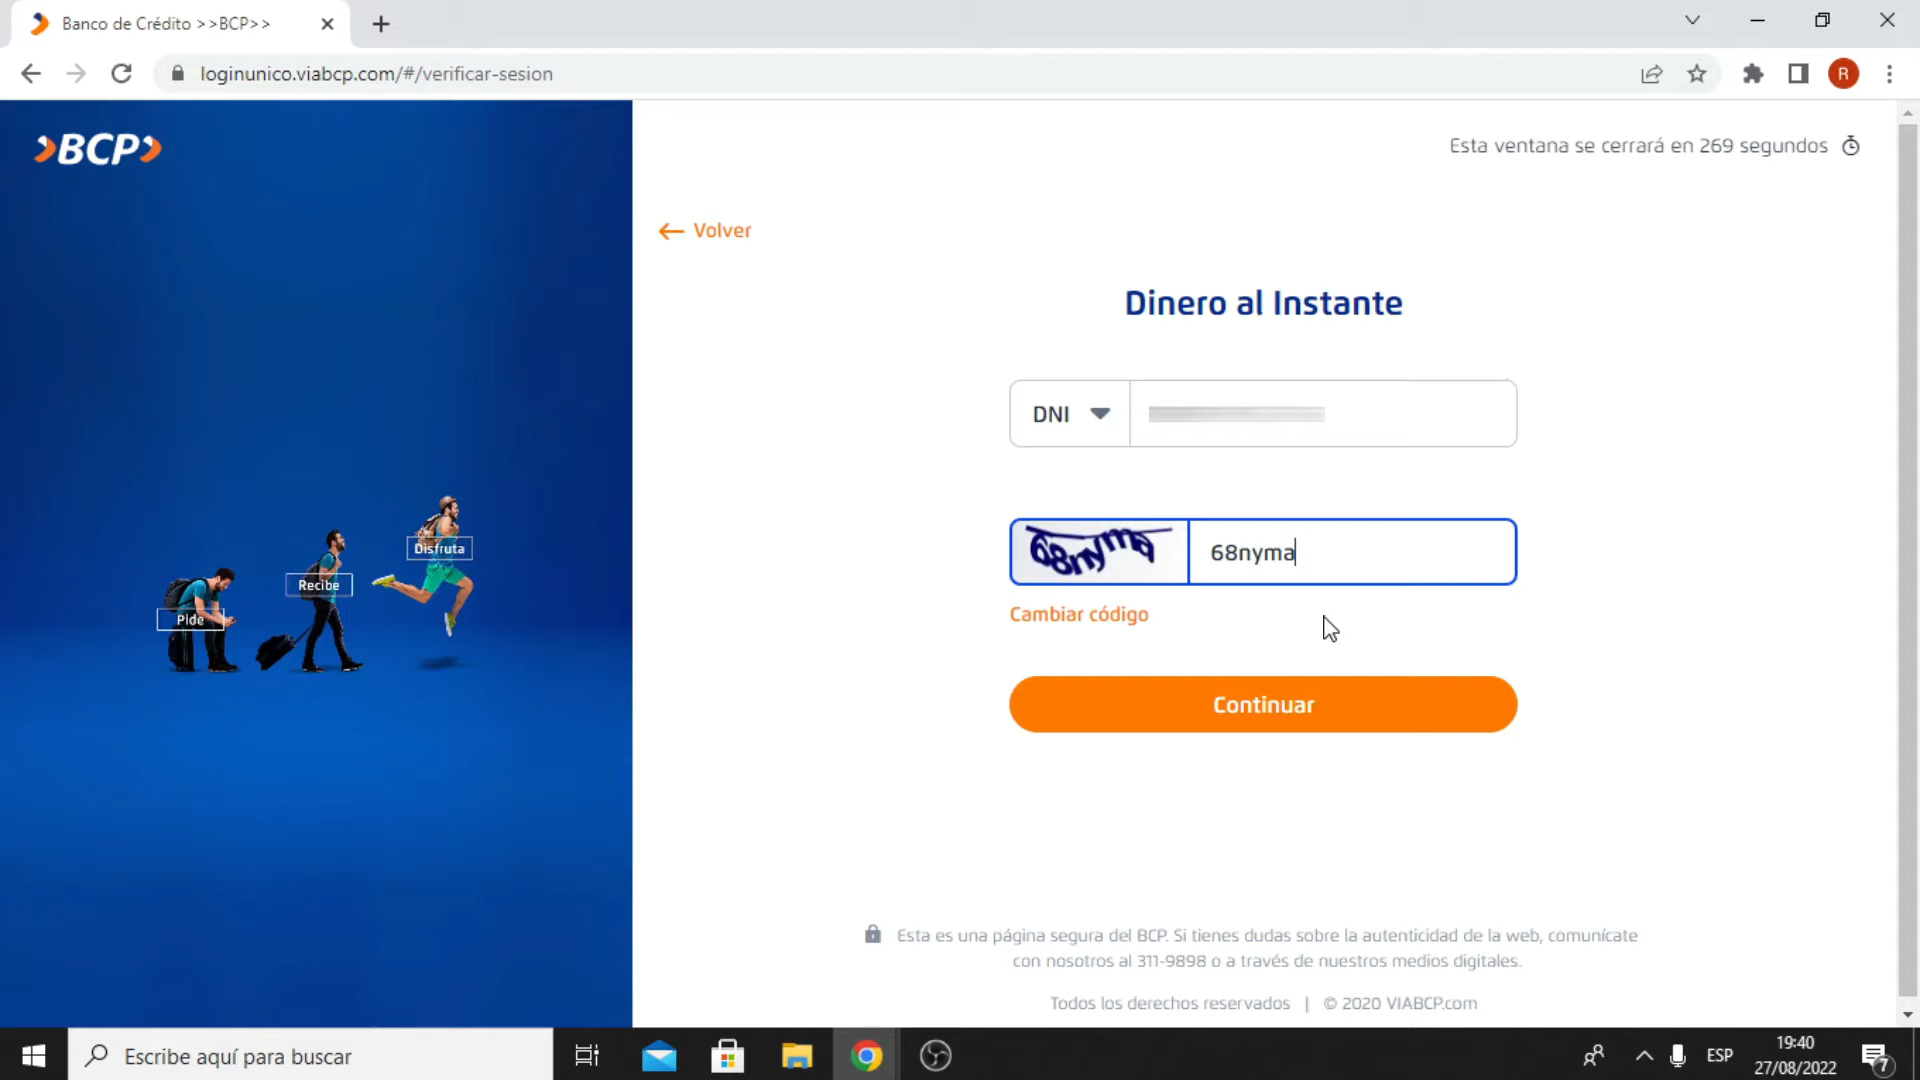 Banco de Crédito >>BCP>>
loginunico.viabcp.com/#/verificar-sesion
R
BCP
Esta ventana se cerrará en 269 segundos
Volver
Dinero al Instante
DNI
68nyma
68nyma
Cambiar código
Continuar
Disfruta
Recibe
Pide
Esta es una página segura del BCP. Si tienes dudas sobre la autenticidad de la web, comunícate
con nosotros al 311-9898 o a través de nuestros medios digitales.
Todos los derechos reservados | © 2020 VIABCP.com
Escribe aquí para buscar
ESP
19:40
27/08/2022
7